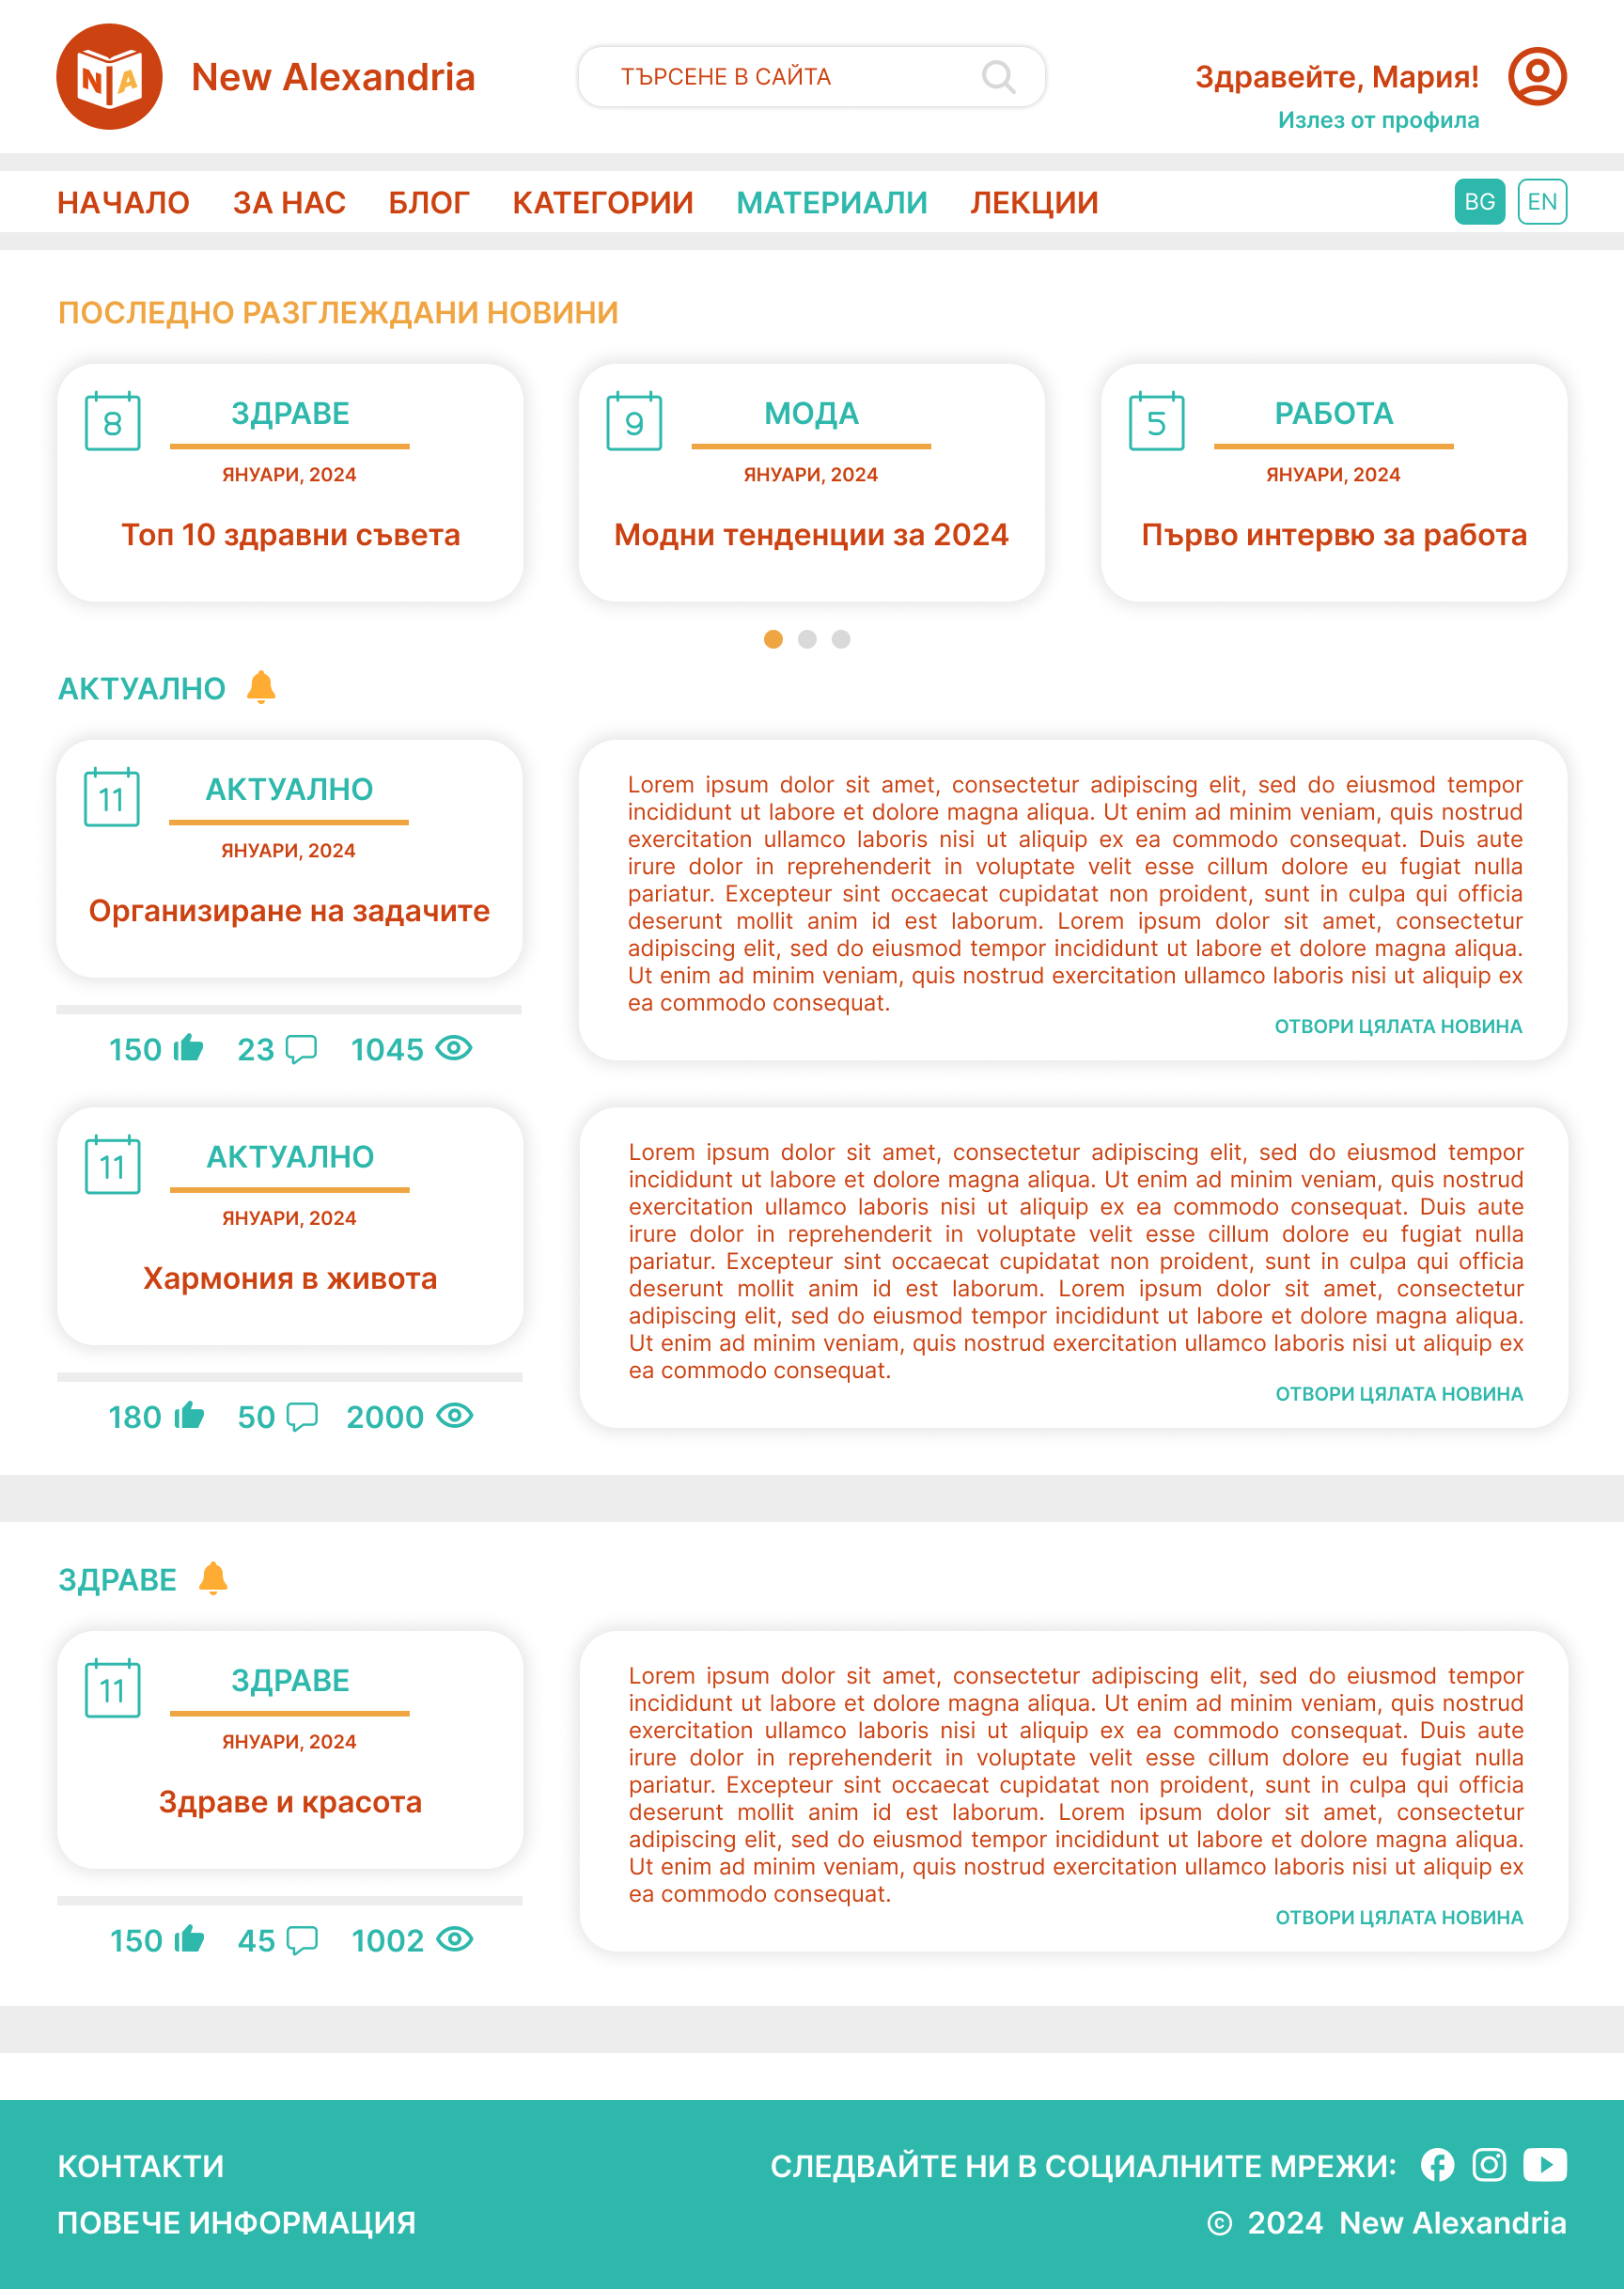 NA New Alexandria
ТЪРСЕНЕ В САЙТА
Здравейте, Мария!
Излез от профила
НАЧАЛО ЗА НАС БЛОГ КАТЕГОРИИ МАТЕРИАЛИ ЛЕКЦИИ BG EN
ПОСЛЕДНО РАЗГЛЕЖДАНИ НОВИНИ
8 ЗДРАВЕ
ЯНУАРИ, 2024
Топ 10 здравни съвета
9 МОДА
ЯНУАРИ, 2024
Модни тенденции за 2024
5 РАБОТА
ЯНУАРИ, 2024
Първо интервю за работа
АКТУАЛНО
11 АКТУАЛНО
ЯНУАРИ, 2024
Организиране на задачите
150 23 1045
Lorem ipsum dolor sit amet, consectetur adipiscing elit, sed do eiusmod tempor
incididunt ut labore et dolore magna aliqua. Ut enim ad minim veniam, quis nostrud
exercitation ullamco laboris nisi ut aliquip ex ea commodo consequat. Duis aute
irure dolor in reprehenderit in voluptate velit esse cillum dolore eu fugiat nulla
pariatur. Excepteur sint occaecat cupidatat non proident, sunt in culpa qui officia
deserunt mollit anim id est laborum. Lorem ipsum dolor sit amet, consectetur
adipiscing elit, sed do eiusmod tempor incididunt ut labore et dolore magna aliqua.
Ut enim ad minim veniam, quis nostrud exercitation ullamco laboris nisi ut aliquip ex
ea commodo consequat.
ОТВОРИ ЦЯЛАТА НОВИНА
11 АКТУАЛНО
ЯНУАРИ, 2024
Хармония в живота
180 50 2000
Lorem ipsum dolor sit amet, consectetur adipiscing elit, sed do eiusmod tempor
incididunt ut labore et dolore magna aliqua. Ut enim ad minim veniam, quis nostrud
exercitation ullamco laboris nisi ut aliquip ex ea commodo consequat. Duis aute
irure dolor in reprehenderit in voluptate velit esse cillum dolore eu fugiat nulla
pariatur. Excepteur sint occaecat cupidatat non proident, sunt in culpa qui officia
deserunt mollit anim id est laborum. Lorem ipsum dolor sit amet, consectetur
adipiscing elit, sed do eiusmod tempor incididunt ut labore et dolore magna aliqua.
Ut enim ad minim veniam, quis nostrud exercitation ullamco laboris nisi ut aliquip ex
ea commodo consequat.
ОТВОРИ ЦЯЛАТА НОВИНА
ЗДРАВЕ
11 ЗДРАВЕ
ЯНУАРИ, 2024
Здраве и красота
150 45 1002
Lorem ipsum dolor sit amet, consectetur adipiscing elit, sed do eiusmod tempor
incididunt ut labore et dolore magna aliqua. Ut enim ad minim veniam, quis nostrud
exercitation ullamco laboris nisi ut aliquip ex ea commodo consequat. Duis aute
irure dolor in reprehenderit in voluptate velit esse cillum dolore eu fugiat nulla
pariatur. Excepteur sint occaecat cupidatat non proident, sunt in culpa qui officia
deserunt mollit anim id est laborum. Lorem ipsum dolor sit amet, consectetur
adipiscing elit, sed do eiusmod tempor incididunt ut labore et dolore magna aliqua.
Ut enim ad minim veniam, quis nostrud exercitation ullamco laboris nisi ut aliquip ex
ea commodo consequat.
ОТВОРИ ЦЯЛАТА НОВИНА
КОНТАКТИ
ПОВЕЧЕ ИНФОРМАЦИЯ
СЛЕДВАЙТЕ НИ В СОЦИАЛНИТЕ МРЕЖИ:
© 2024 New Alexandria